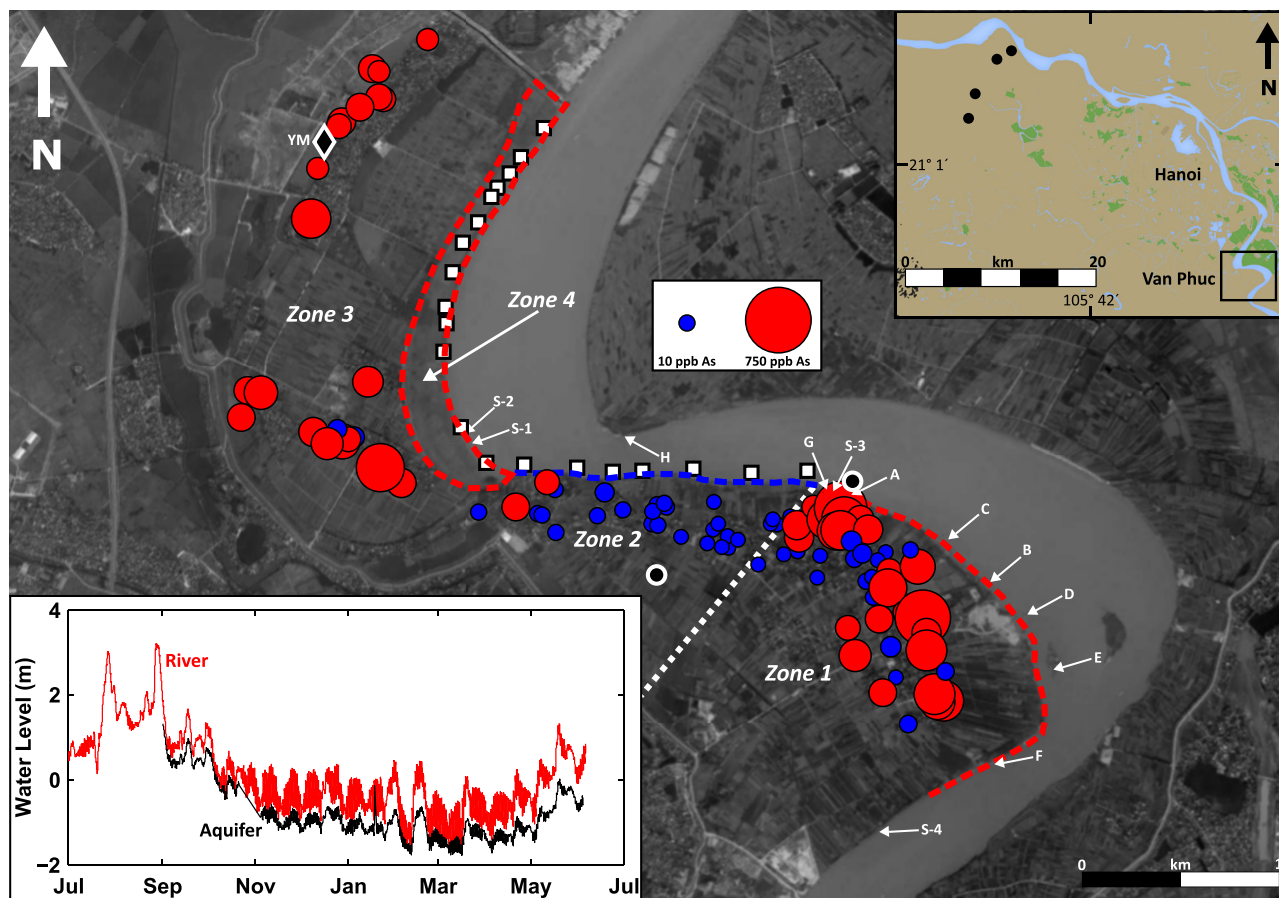 N
YM
Zone 3
Zone 4
S-2
S-1
H
Zone 2
10 ppb As
750 ppb As
G
S-3
A
C
B
D
E
F
S-4
Zone 1
N
21° 1′
Hanoi
0 km 20
Van Phuc
105° 42′
0 km 1
4
2
0
−2
Water Level (m)
River
Aquifer
Jul Sep Nov Jan Mar May Jul